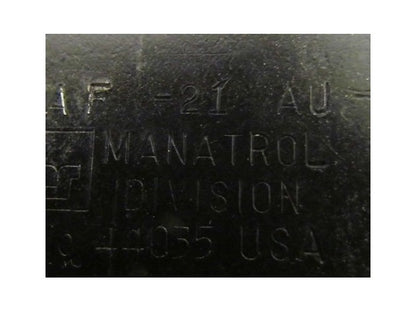 AF -21 AU-
MANATROL
DIVISION
44035 USA